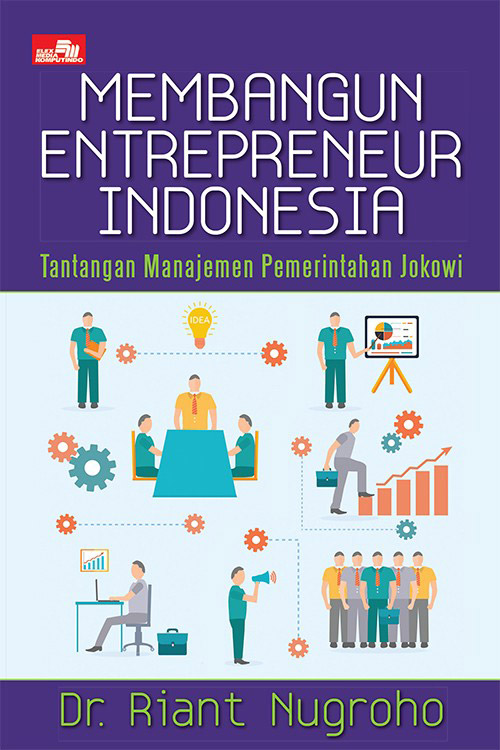 ELEX
MEDIA
KOMPUTINDO
MEMBANGUN
ENTREPRENEUR
INDONESIA
Tantangan Manajemen Pemerintahan Jokowi
IDEA
Dr. Riant Nugroho